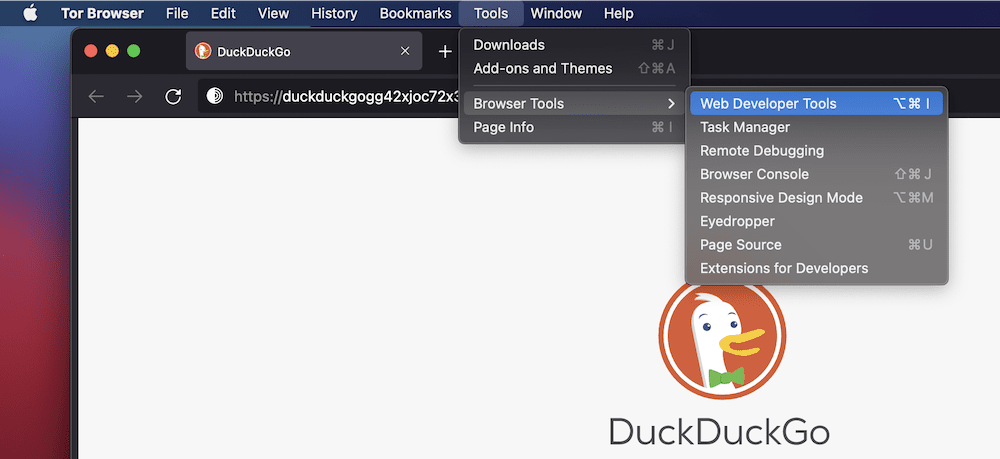 Tor Browser File Edit View History Bookmarks Tools Window Help
DuckDuckGo
Downloads ⌘J
Add-ons and Themes ⇧⌘A
https://duckduckgogg42xjoc72x3
Browser Tools
Page Info ⌘I
Web Developer Tools ⌥⌘I
Task Manager
Remote Debugging
Browser Console ⇧⌘J
Responsive Design Mode ⌥⌘M
Eyedropper
Page Source ⌘U
Extensions for Developers
DuckDuckGo